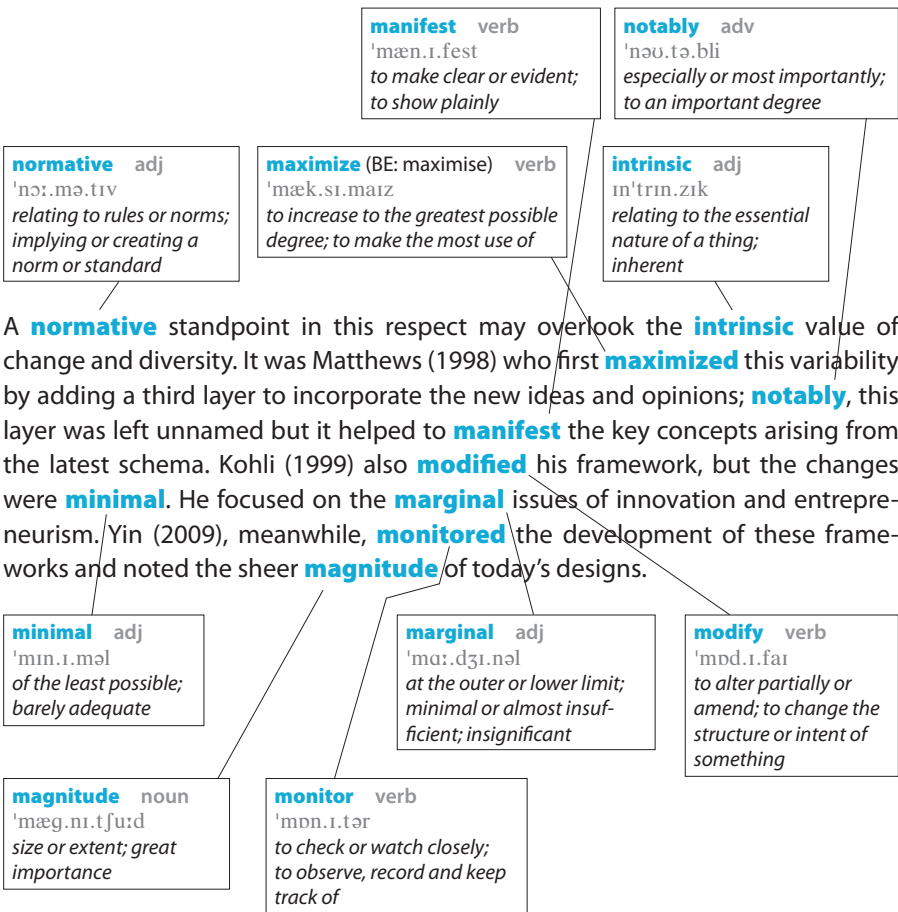 manifest verb
ˈmæn.ɪ.fest
to make clear or evident;
to show plainly
notably adv
ˈnəʊ.tə.bli
especially or most importantly;
to an important degree
normative adj
ˈnɔː.mə.tɪv
relating to rules or norms;
implying or creating a
norm or standard
maximize (BE: maximise) verb
ˈmæk.sɪ.maɪz
to increase to the greatest possible
degree; to make the most use of
intrinsic adj
ɪnˈtrɪn.zɪk
relating to the essential
nature of a thing;
inherent
A normative standpoint in this respect may overlook the intrinsic value of
change and diversity. It was Matthews (1998) who first maximized this variability
by adding a third layer to incorporate the new ideas and opinions; notably, this
layer was left unnamed but it helped to manifest the key concepts arising from
the latest schema. Kohli (1999) also modified his framework, but the changes
were minimal. He focused on the marginal issues of innovation and entrepre-
neurism. Yin (2009), meanwhile, monitored the development of these frame-
works and noted the sheer magnitude of today's designs.
minimal adj
ˈmɪn.ɪ.məl
of the least possible;
barely adequate
marginal adj
ˈmɑː.dʒɪ.nəl
at the outer or lower limit;
minimal or almost insuf-
ficient; insignificant
modify verb
ˈmɒd.ɪ.faɪ
to alter partially or
amend; to change the
structure or intent of
something
magnitude noun
ˈmæɡ.nɪ.tʃuːd
size or extent; great
importance
monitor verb
ˈmɒn.ɪ.tər
to check or watch closely;
to observe, record and keep
track of